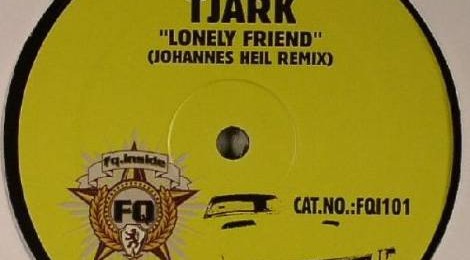 TJARK
"LONELY FRIEND"
(JOHANNES HEIL REMIX)
fq.inside
FQ
CAT.NO.:FQI101